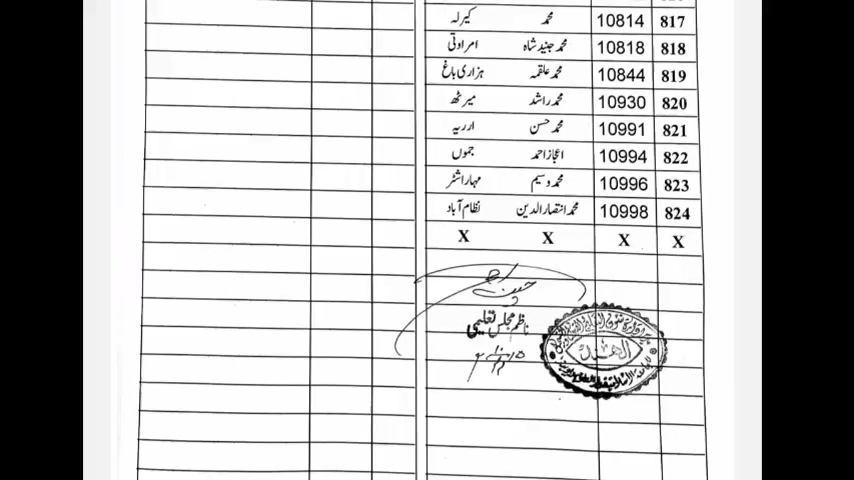 817 10814 محمد کیرلہ
818 10818 محمد جنید شاہ امراوتی
819 10844 محمد علقمہ ہزاری باغ
820 10930 محمد راشد میرٹھ
821 10991 محمد حسن ارریہ
822 10994 اعجاز احمد جموں
823 10996 محمد وسیم مہاراشٹر
824 10998 محمد انتصار الدین نظام آباد
X X X X
ناظم مجلس تعلیمی
الهند